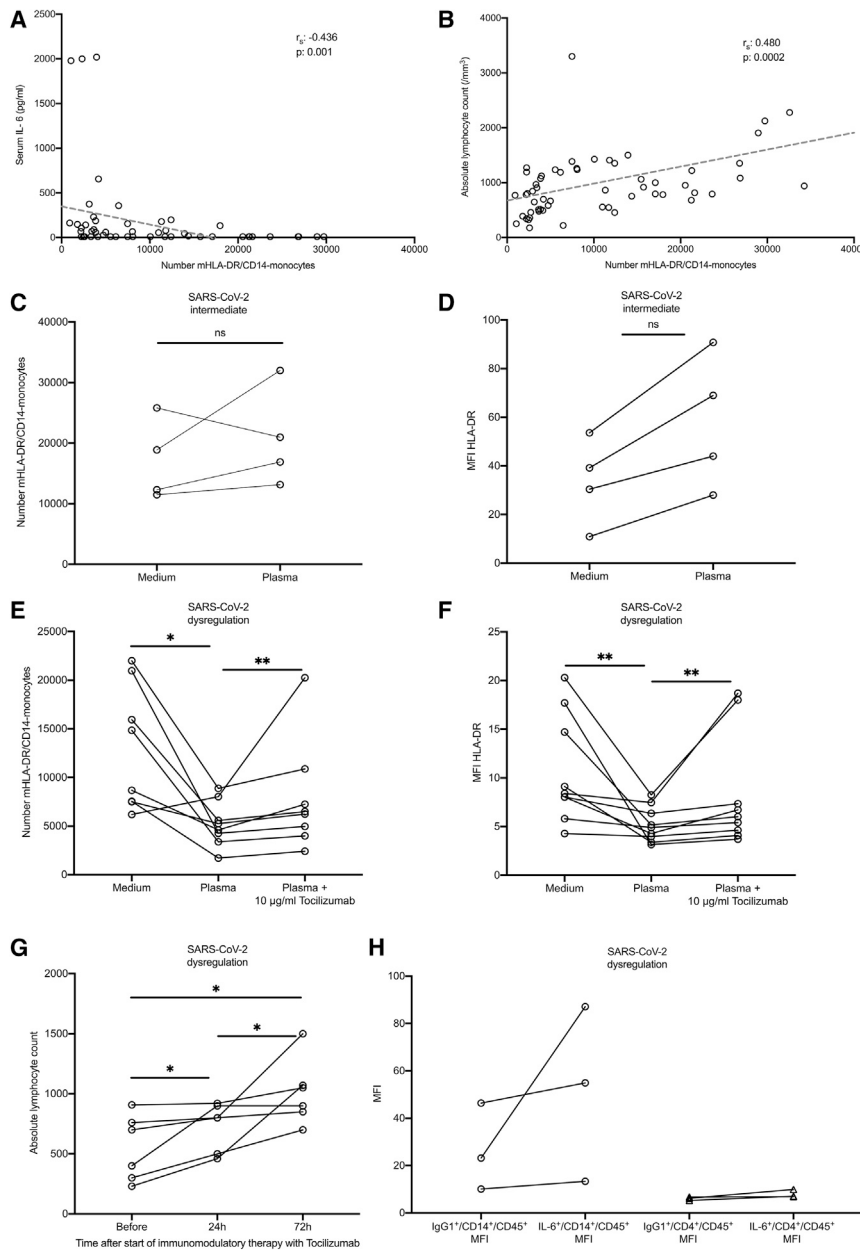 A
2500
2000
1500
1000
500
0
Serum IL- 6 (pg/ml)
rs: -0.436
p: 0.001
0
10000
20000
30000
40000
Number mHLA-DR/CD14-monocytes
B
4000
3000
2000
1000
0
Absolute lymphocyte count (/mm³)
rs: 0.480
p: 0.0002
0
10000
20000
30000
40000
Number mHLA-DR/CD14-monocytes
C
SARS-CoV-2
intermediate
ns
40000
30000
20000
10000
0
Number mHLA-DR/CD14-monocytes
Medium
Plasma
D
SARS-CoV-2
intermediate
ns
100
80
60
40
20
0
MFI HLA-DR
Medium
Plasma
E
SARS-CoV-2
dysregulation
*
**
25000
20000
15000
10000
5000
0
Number mHLA-DR/CD14-monocytes
Medium
Plasma
Plasma +
10 µg/ml Tocilizumab
F
SARS-CoV-2
dysregulation
**
**
25
20
15
10
5
0
MFI HLA-DR
Medium
Plasma
Plasma +
10 µg/ml Tocilizumab
G
SARS-CoV-2
dysregulation
*
*
*
2000
1500
1000
500
0
Absolute lymphocyte count
Before
24h
72h
Time after start of immunomodulatory therapy with Tocilizumab
H
SARS-CoV-2
dysregulation
100
80
60
40
20
0
MFI
IgG1⁺/CD14⁺/CD45⁺
MFI
IL-6⁺/CD14⁺/CD45⁺
MFI
IgG1⁺/CD4⁺/CD45⁺
MFI
IL-6⁺/CD4⁺/CD45⁺
MFI